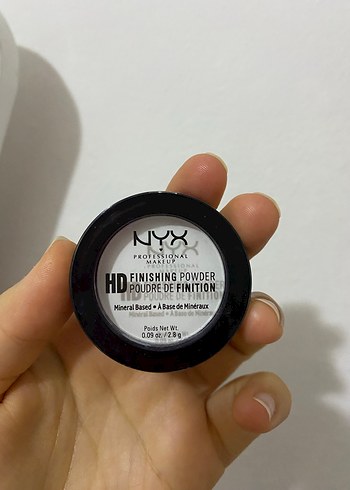 NYX
PROFESSIONAL
MAKEUP
HD FINISHING POWDER
POUDRE DE FINITION
Mineral Based • À Base de Minéraux
Poids Net Wt.
0.09 oz. / 2.8 g